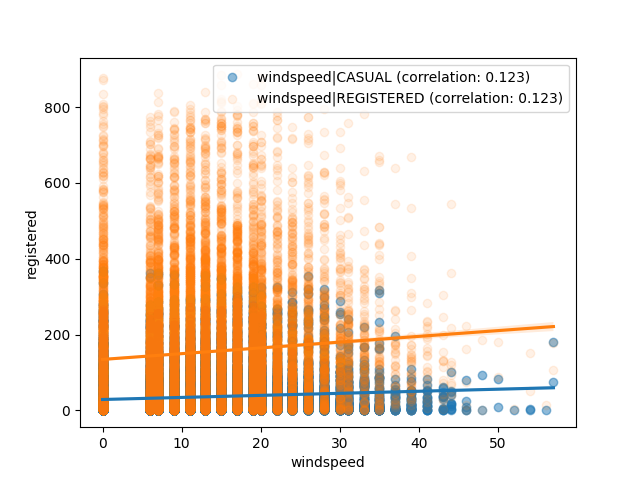 windspeed|CASUAL (correlation: 0.123)
windspeed|REGISTERED (correlation: 0.123)
800
600
400
200
0
registered
0 10 20 30 40 50
windspeed